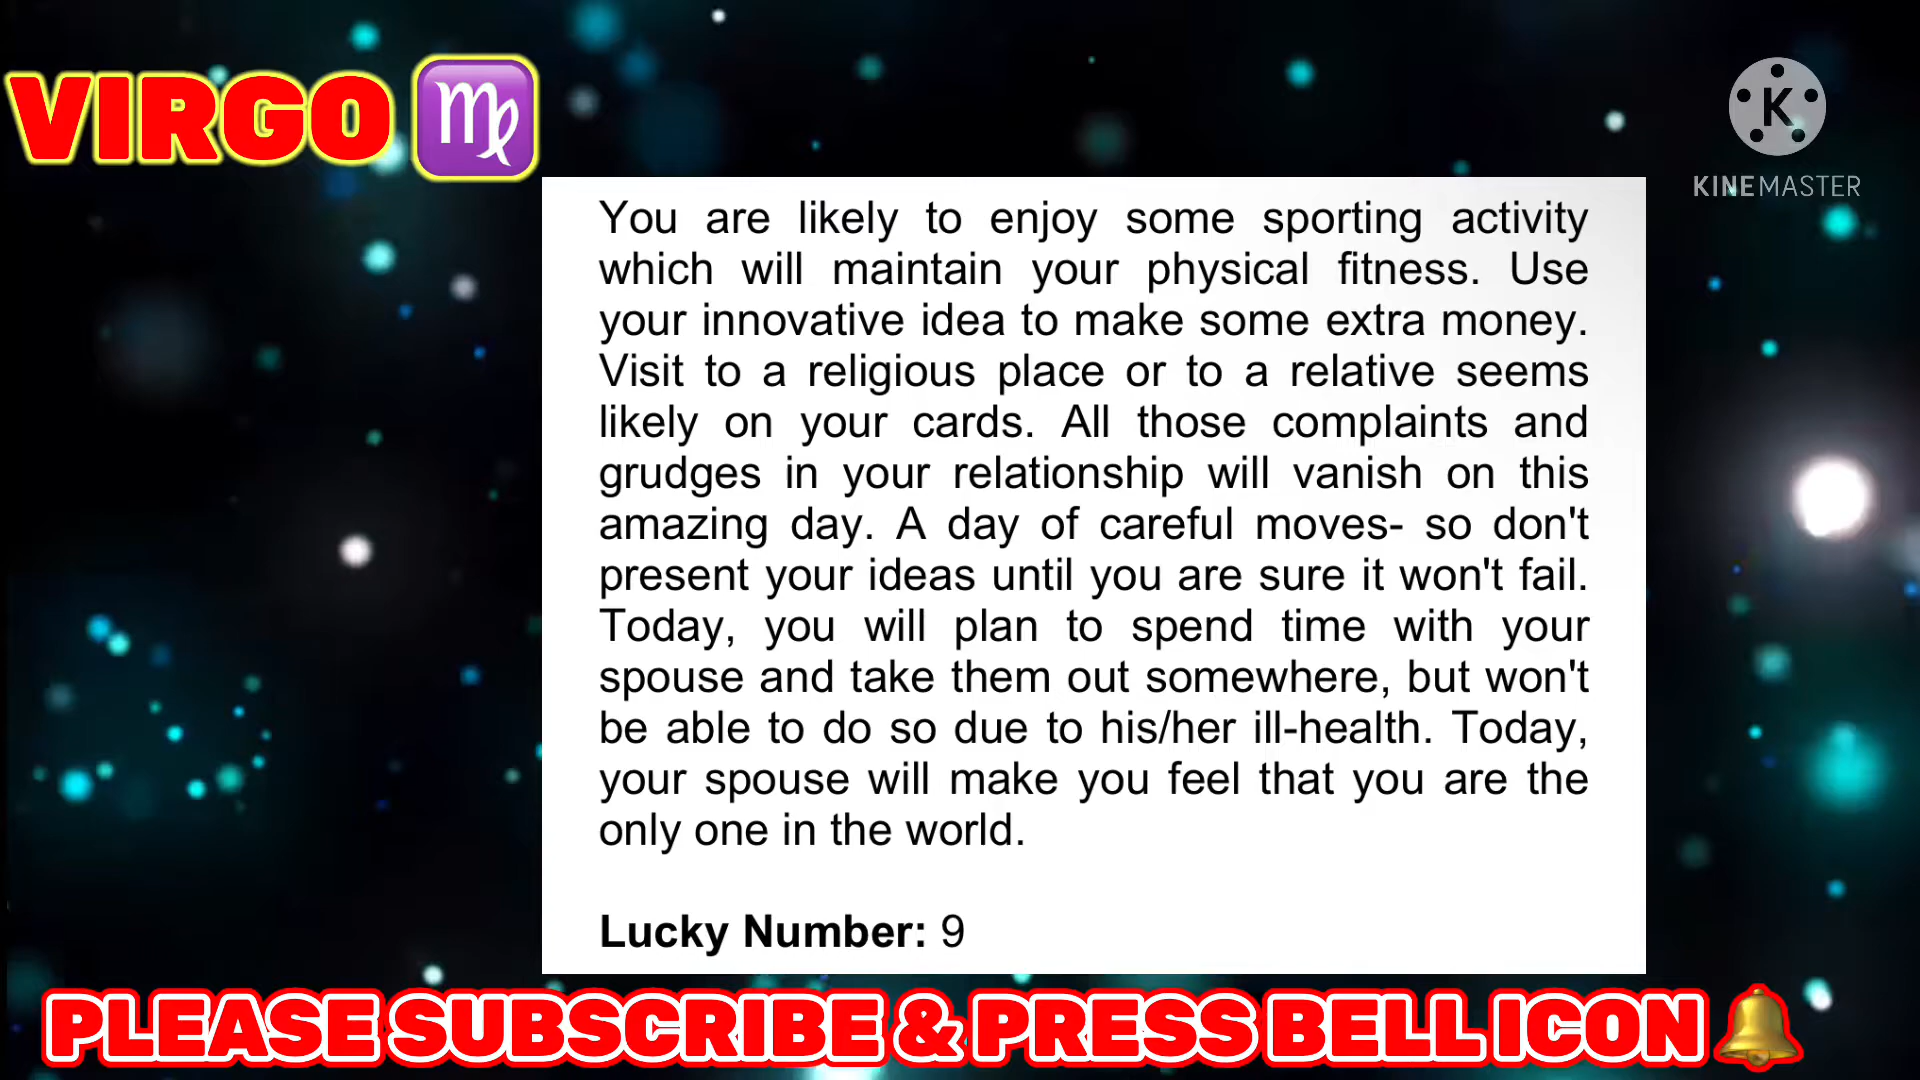 VIRGO ♍
K
KINEMASTER
You are likely to enjoy some sporting activity
which will maintain your physical fitness. Use
your innovative idea to make some extra money.
Visit to a religious place or to a relative seems
likely on your cards. All those complaints and
grudges in your relationship will vanish on this
amazing day. A day of careful moves- so don't
present your ideas until you are sure it won't fail.
Today, you will plan to spend time with your
spouse and take them out somewhere, but won't
be able to do so due to his/her ill-health. Today,
your spouse will make you feel that you are the
only one in the world.
Lucky Number: 9
PLEASE SUBSCRIBE & PRESS BELL ICON🔔